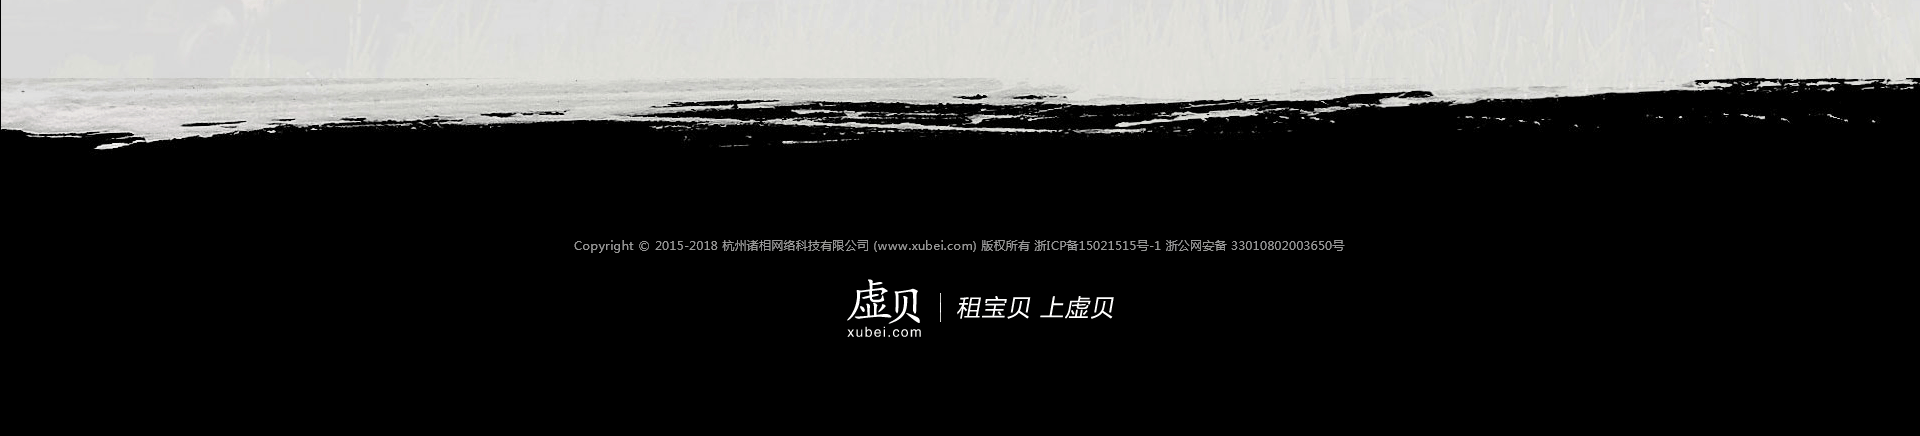 Copyright © 2015-2018 杭州诸相网络科技有限公司 (www.xubei.com) 版权所有 浙ICP备15021515号-1 浙公网安备 33010802003650号
虚贝
xubei.com
租宝贝 上虚贝